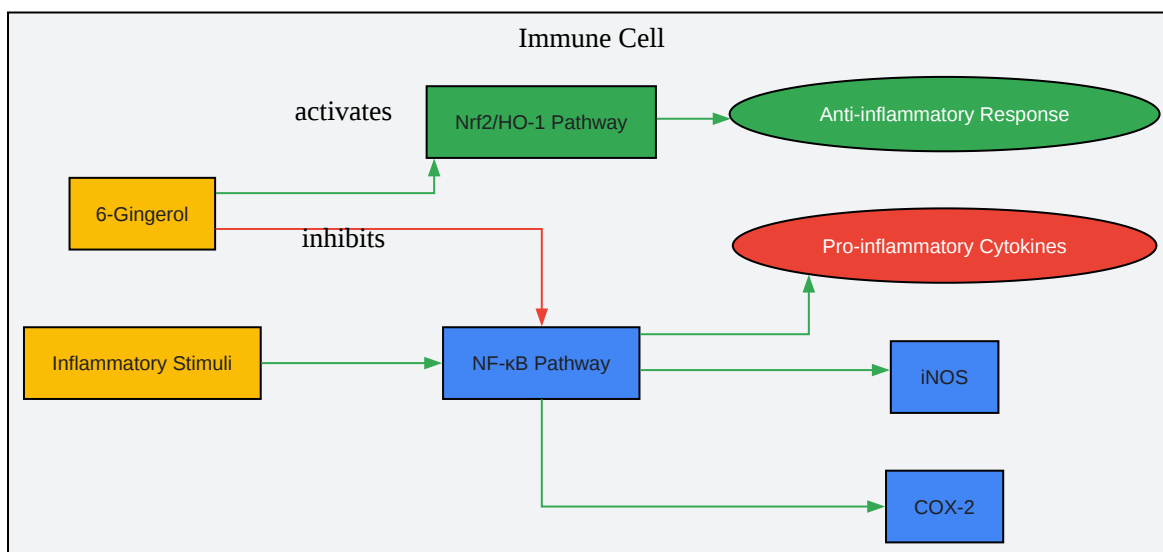 Immune Cell
activates
Nrf2/HO-1 Pathway
Anti-inflammatory Response
6-Gingerol
inhibits
Pro-inflammatory Cytokines
Inflammatory Stimuli
NF-κB Pathway
iNOS
COX-2